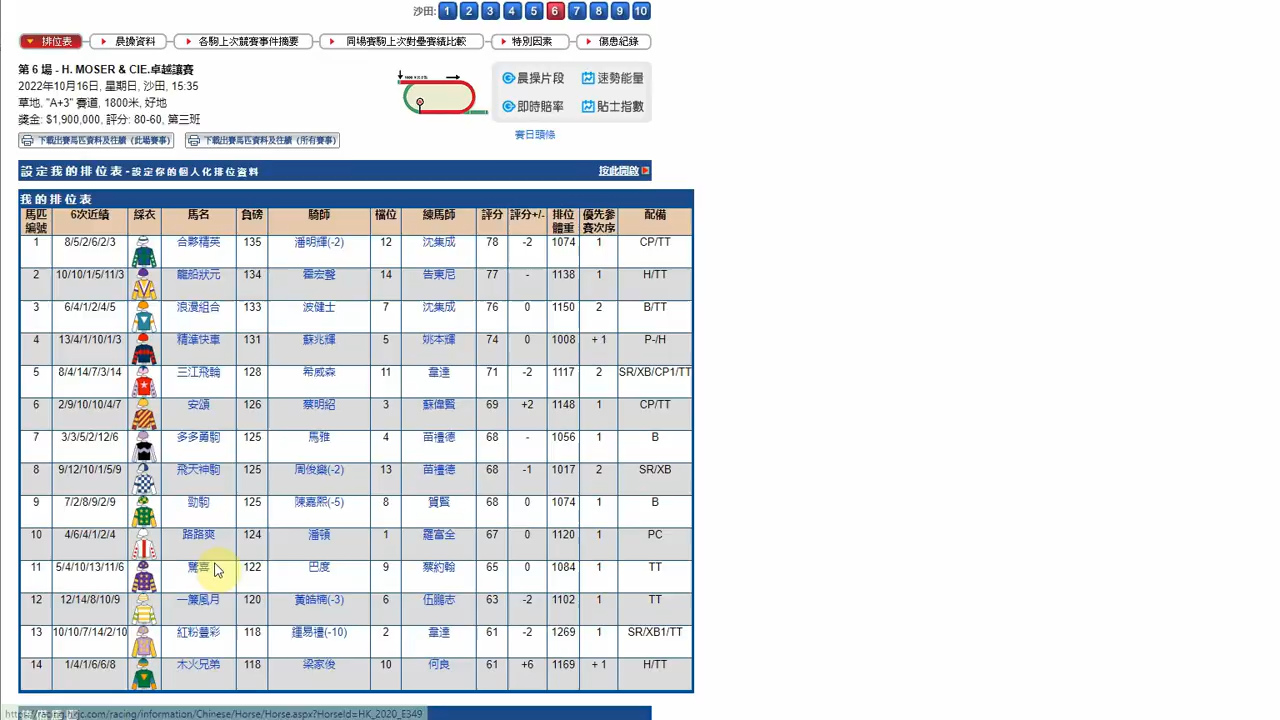 沙田: 1 2 3 4 5 6 7 8 9 10
排位表 晨操資料 各駒上次競賽事件摘要 同場賽駒上次對疊賽績比較 特別因素 傷患紀錄
第 6 場 - H. MOSER & CIE.卓越讓賽
2022年10月16日, 星期日, 沙田, 15:35
草地, "A+3" 賽道, 1800米, 好地
獎金: $1,900,000, 評分: 80-60, 第三班
晨操片段 速勢能量
即時賠率 貼士指數
賽日頭條
下載出賽馬匹資料及往績 (此場賽事) 下載出賽馬匹資料及往績 (所有賽事)
設定我的排位表 - 設定你的個人化排位資料 按此開啟
我的排位表
馬匹編號 6次近績 綵衣 馬名 負磅 騎師 檔位 練馬師 評分 評分+/- 排位體重 優先參賽次序 配備
1 8/5/2/6/2/3 合夥精英 135 潘明輝(-2) 12 沈集成 78 -2 1074 1 CP/TT
2 10/10/1/5/11/3 龍船狀元 134 霍宏聲 14 告東尼 77 - 1138 1 H/TT
3 6/4/1/2/4/5 浪漫組合 133 波健士 7 沈集成 76 0 1150 2 B/TT
4 13/4/1/10/1/3 精準快車 131 蘇兆輝 5 姚本輝 74 0 1008 + 1 P-/H
5 8/4/14/7/3/14 三江飛輪 128 希威森 11 韋達 71 -2 1117 2 SR/XB/CP1/TT
6 2/9/10/10/4/7 安頌 126 蔡明紹 3 蘇偉賢 69 +2 1148 1 CP/TT
7 3/3/5/2/12/6 多多勇駒 125 馬雅 4 苗禮德 68 - 1056 1 B
8 9/12/10/1/5/9 飛天神駒 125 周俊樂(-2) 13 苗禮德 68 -1 1017 2 SR/XB
9 7/2/8/9/2/9 勁駒 125 陳嘉熙(-5) 8 賀賢 68 0 1074 1 B
10 4/6/4/1/2/4 路路爽 124 潘頓 1 羅富全 67 0 1120 1 PC
11 5/4/10/13/11/6 驚喜 122 巴度 9 蔡約翰 65 0 1084 1 TT
12 12/14/8/10/9 一簾風月 120 黃皓楠(-3) 6 伍鵬志 63 -2 1102 1 TT
13 10/10/7/14/2/10 紅粉豐彩 118 鍾易禮(-10) 2 韋達 61 -2 1269 1 SR/XB1/TT
14 1/4/1/6/6/8 木火兄弟 118 梁家俊 10 何良 61 +6 1169 + 1 H/TT
https://racing.hkjc.com/racing/information/Chinese/Horse/Horse.aspx?HorseId=HK_2020_E349